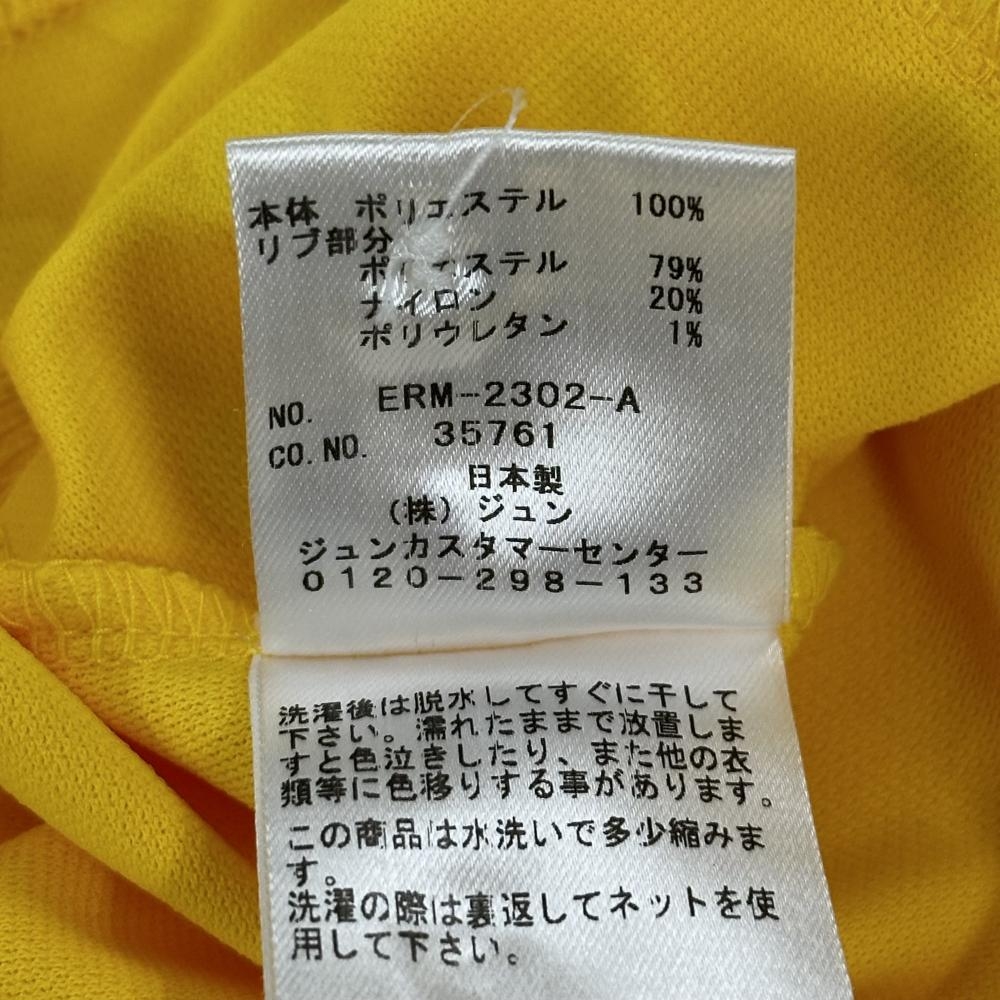 本体 ポリエステル 100%
リブ部分
ポリエステル 79%
ナイロン 20%
ポリウレタン 1%
NO. ERM-2302-A
CO. NO. 35761
日本製
(株) ジュン
ジュンカスタマーセンター
0120-298-133
洗濯後は脱水してすぐに干して
下さい。濡れたままで放置しま
すと色泣きしたり、また他の衣
類等に色移りする事があります。
この商品は水洗いで多少縮みま
す。
洗濯の際は裏返してネットを使
用して下さい。